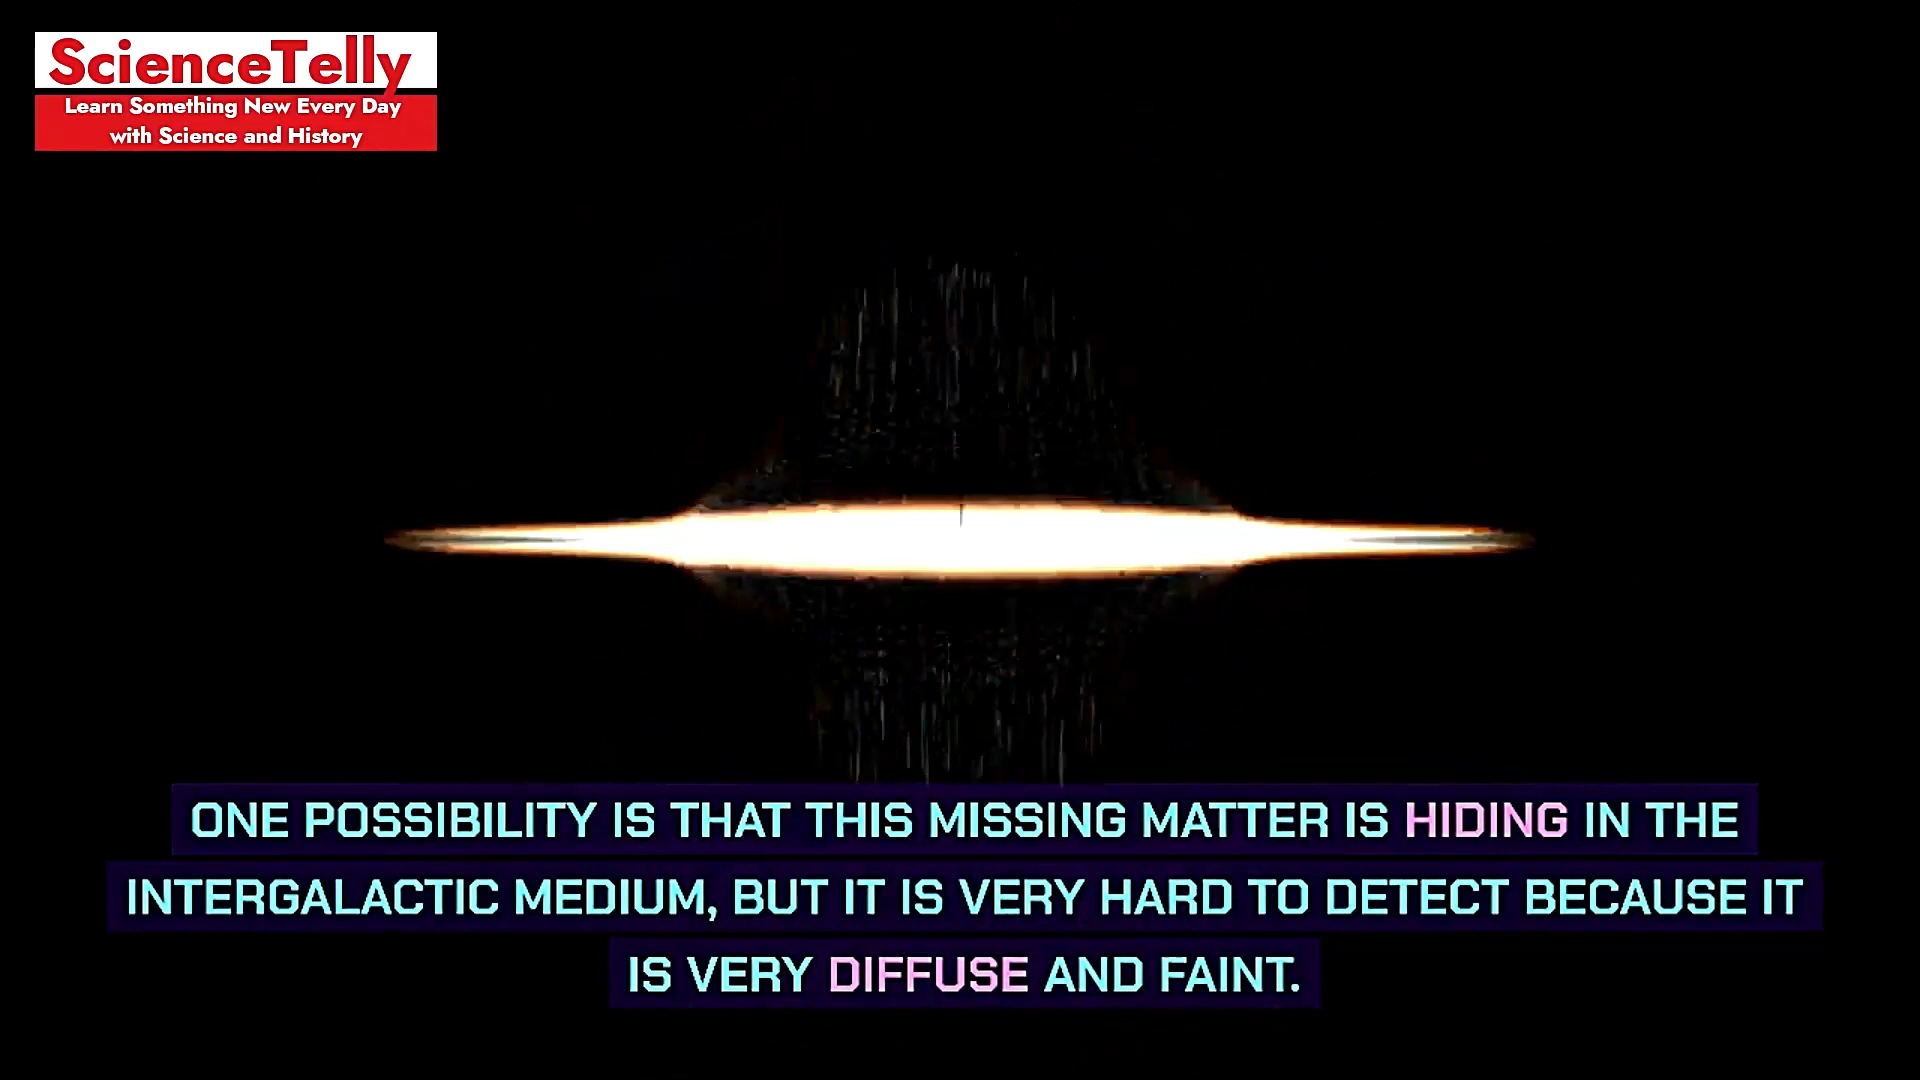 ScienceTelly
Learn Something New Every Day
with Science and History
ONE POSSIBILITY IS THAT THIS MISSING MATTER IS HIDING IN THE
INTERGALACTIC MEDIUM, BUT IT IS VERY HARD TO DETECT BECAUSE IT
IS VERY DIFFUSE AND FAINT.